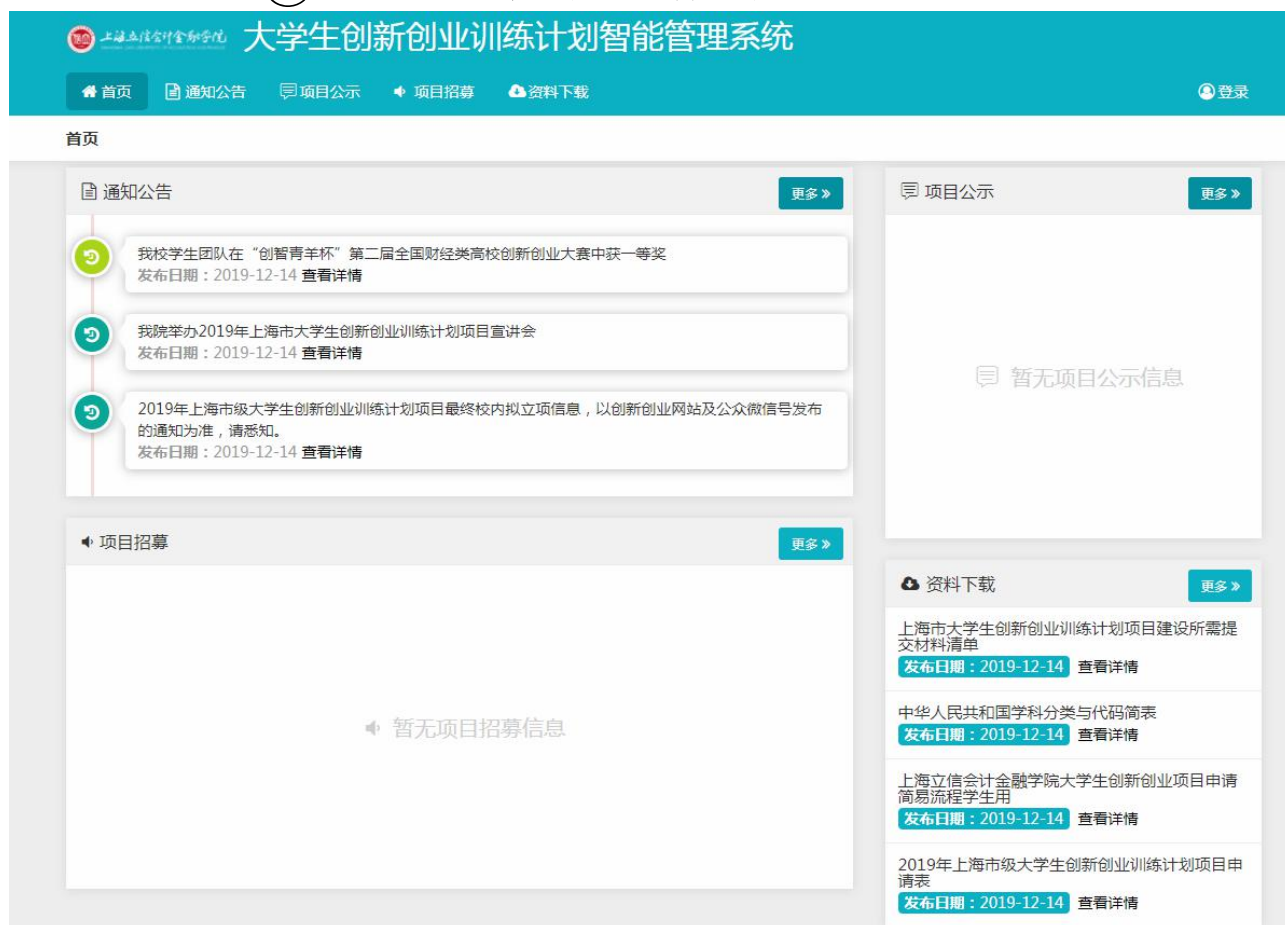 上海立信会计金融学院 大学生创新创业训练计划智能管理系统
首页 通知公告 项目公示 项目招募 资料下载 登录
首页
通知公告 更多
我校学生团队在“创智青羊杯”第二届全国财经类高校创新创业大赛中获一等奖
发布日期：2019-12-14 查看详情
我院举办2019年上海市大学生创新创业训练计划项目宣讲会
发布日期：2019-12-14 查看详情
2019年上海市级大学生创新创业训练计划项目最终校内拟立项信息，以创新创业网站及公众微信号发布
的通知为准，请悉知。
发布日期：2019-12-14 查看详情
项目招募 更多
暂无项目招募信息
项目公示 更多
暂无项目公示信息
资料下载 更多
上海市大学生创新创业训练计划项目建设所需提
交材料清单
发布日期：2019-12-14 查看详情
中华人民共和国学科分类与代码简表
发布日期：2019-12-14 查看详情
上海立信会计金融学院大学生创新创业项目申请
简易流程学生用
发布日期：2019-12-14 查看详情
2019年上海市级大学生创新创业训练计划项目申
请表
发布日期：2019-12-14 查看详情